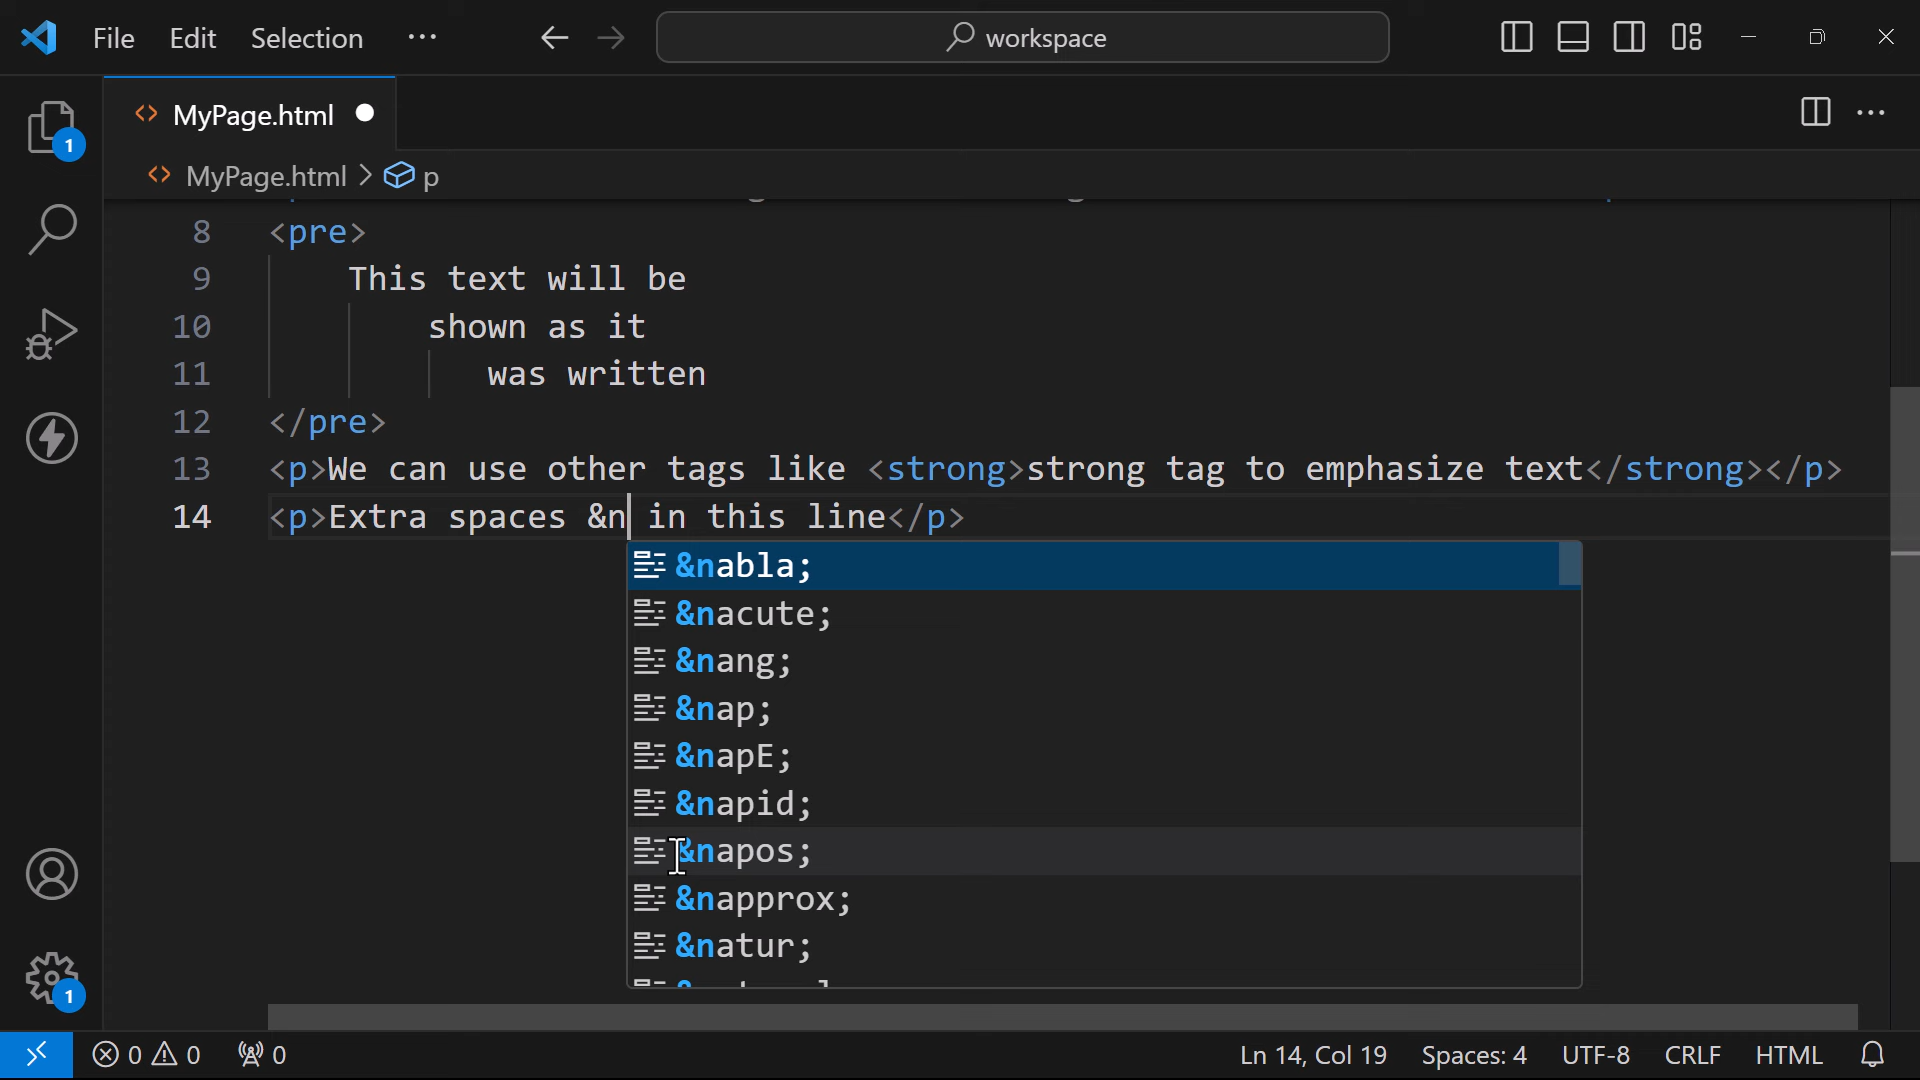 File Edit Selection ··· workspace
MyPage.html
MyPage.html > p
8 <pre>
9 This text will be
10 shown as it
11 was written
12 </pre>
13 <p>We can use other tags like <strong>strong tag to emphasize text</strong></p>
14 <p>Extra spaces &n in this line</p>
&nabla;
&nacute;
&nang;
&nap;
&napE;
&napid;
&napos;
&napprox;
&natur;
1
1
0 0 0 Ln 14, Col 19 Spaces: 4 UTF-8 CRLF HTML